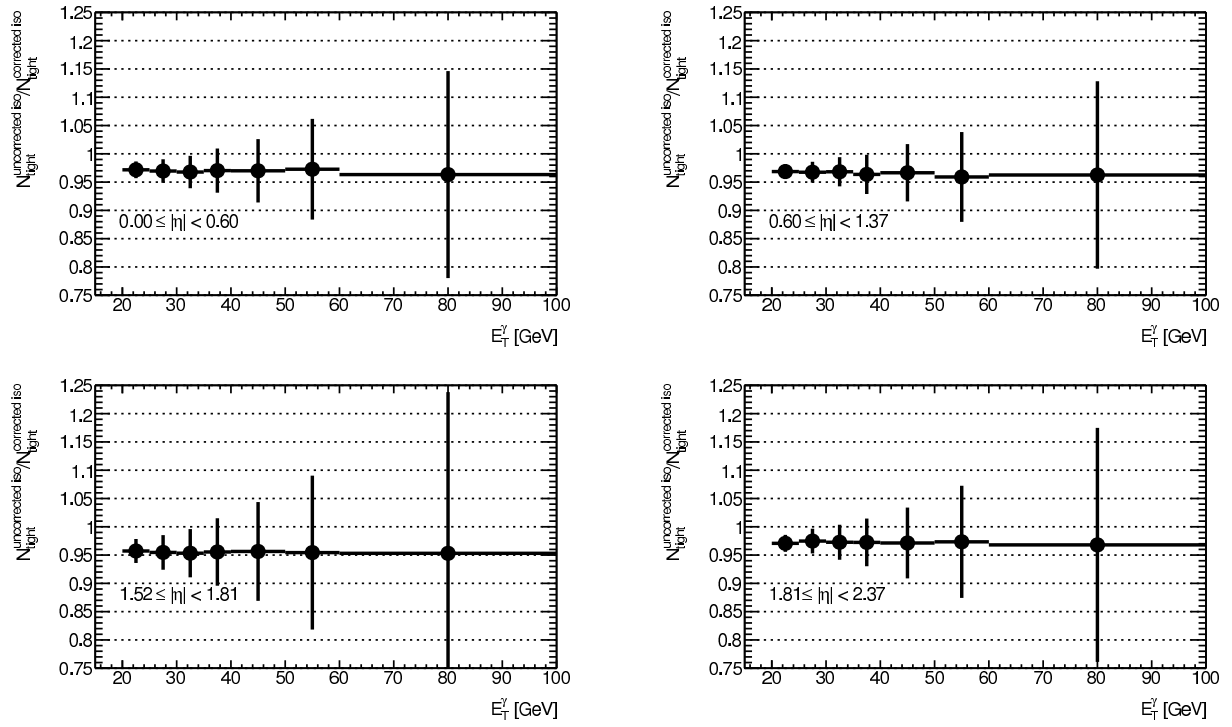 N_tight^uncorrected iso/N_tight^corrected iso
1.25
1.2
1.15
1.1
1.05
1
0.95
0.9
0.85
0.8
0.75
0.00 ≤ |η| < 0.60
20 30 40 50 60 70 80 90 100
E_T^γ [GeV]
N_tight^uncorrected iso/N_tight^corrected iso
1.25
1.2
1.15
1.1
1.05
1
0.95
0.9
0.85
0.8
0.75
0.60 ≤ |η| < 1.37
20 30 40 50 60 70 80 90 100
E_T^γ [GeV]
N_tight^uncorrected iso/N_tight^corrected iso
1.25
1.2
1.15
1.1
1.05
1
0.95
0.9
0.85
0.8
0.75
1.52 ≤ |η| < 1.81
20 30 40 50 60 70 80 90 100
E_T^γ [GeV]
N_tight^uncorrected iso/N_tight^corrected iso
1.25
1.2
1.15
1.1
1.05
1
0.95
0.9
0.85
0.8
0.75
1.81 ≤ |η| < 2.37
20 30 40 50 60 70 80 90 100
E_T^γ [GeV]